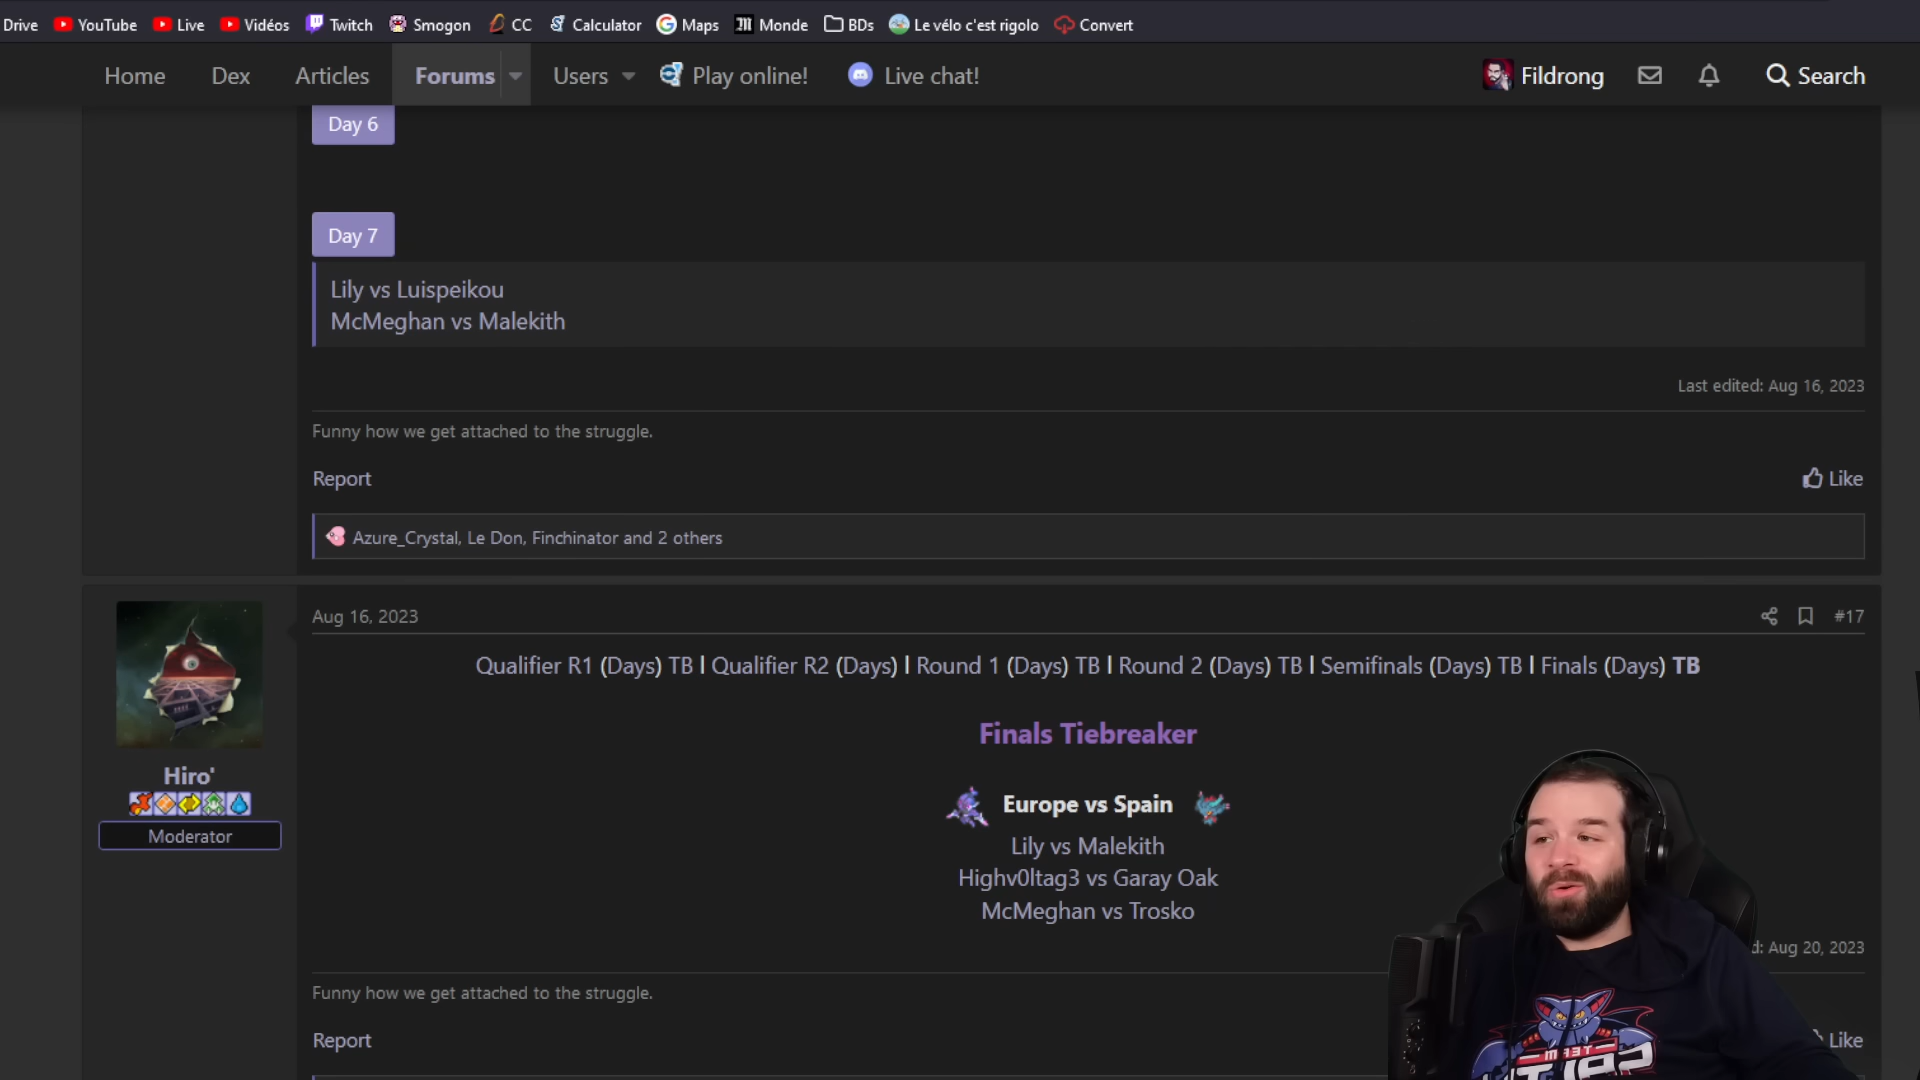 Drive YouTube Live Vidéos Twitch Smogon CC Calculator Maps Monde BDs Le vélo c'est rigolo Convert
Home Dex Articles Forums Users Play online! Live chat! Fildrong Search
Day 6
Day 7
Lily vs Luispeikou
McMeghan vs Malekith
Last edited: Aug 16, 2023
Funny how we get attached to the struggle.
Report Like
Azure_Crystal, Le Don, Finchinator and 2 others
Aug 16, 2023 #17
Qualifier R1 (Days) TB l Qualifier R2 (Days) l Round 1 (Days) TB l Round 2 (Days) TB l Semifinals (Days) TB l Finals (Days) TB
Finals Tiebreaker
Hiro'
Moderator
Europe vs Spain
Lily vs Malekith
Highv0ltag3 vs Garay Oak
McMeghan vs Trosko
d: Aug 20, 2023
Funny how we get attached to the struggle.
Report Like